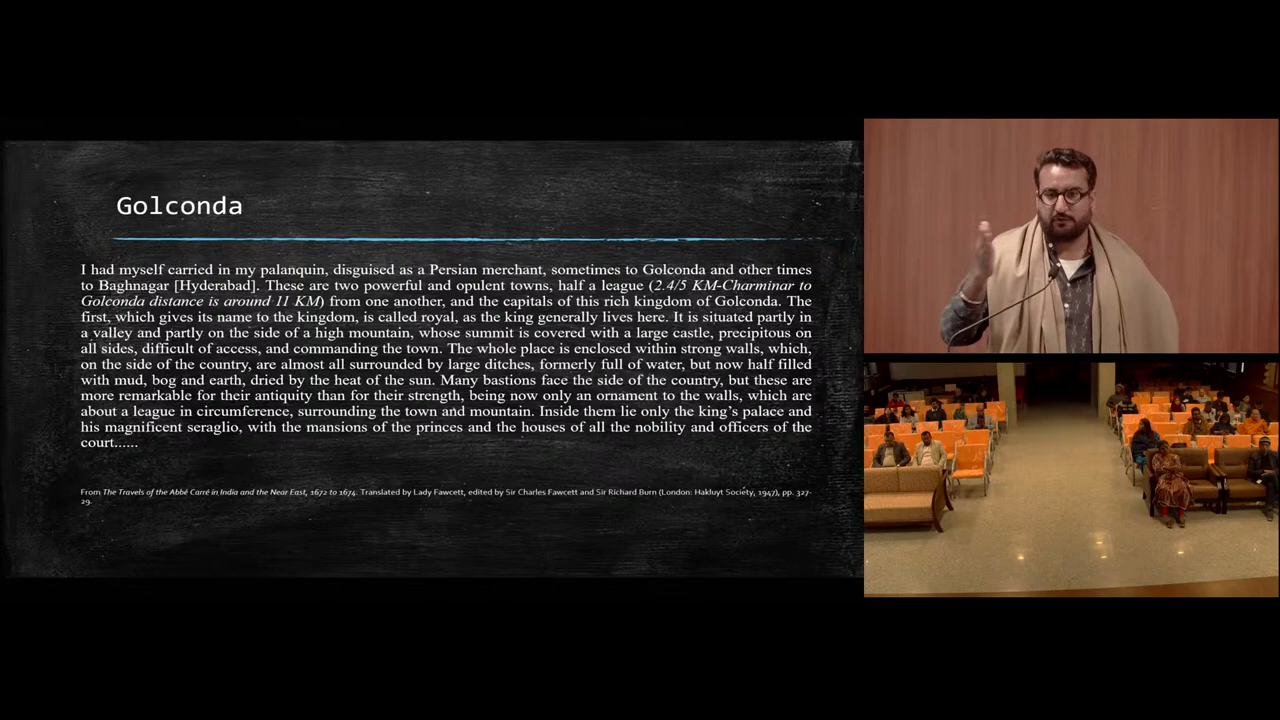 Golconda
I had myself carried in my palanquin, disguised as a Persian merchant, sometimes to Golconda and other times
to Baghnagar [Hyderabad]. These are two powerful and opulent towns, half a league (2.4/5 KM-Charminar to
Golconda distance is around 11 KM) from one another, and the capitals of this rich kingdom of Golconda. The
first, which gives its name to the kingdom, is called royal, as the king generally lives here. It is situated partly in
a valley and partly on the side of a high mountain, whose summit is covered with a large castle, precipitous on
all sides, difficult of access, and commanding the town. The whole place is enclosed within strong walls, which,
on the side of the country, are almost all surrounded by large ditches, formerly full of water, but now half filled
with mud, bog and earth, dried by the heat of the sun. Many bastions face the side of the country, but these are
more remarkable for their antiquity than for their strength, being now only an ornament to the walls, which are
about a league in circumference, surrounding the town and mountain. Inside them lie only the king's palace and
his magnificent seraglio, with the mansions of the princes and the houses of all the nobility and officers of the
court......
From The Travels of the Abbé Carré in India and the Near East, 1672 to 1674. Translated by Lady Fawcett, edited by Sir Charles Fawcett and Sir Richard Burn (London: Hakluyt Society, 1947), pp. 327-
29.